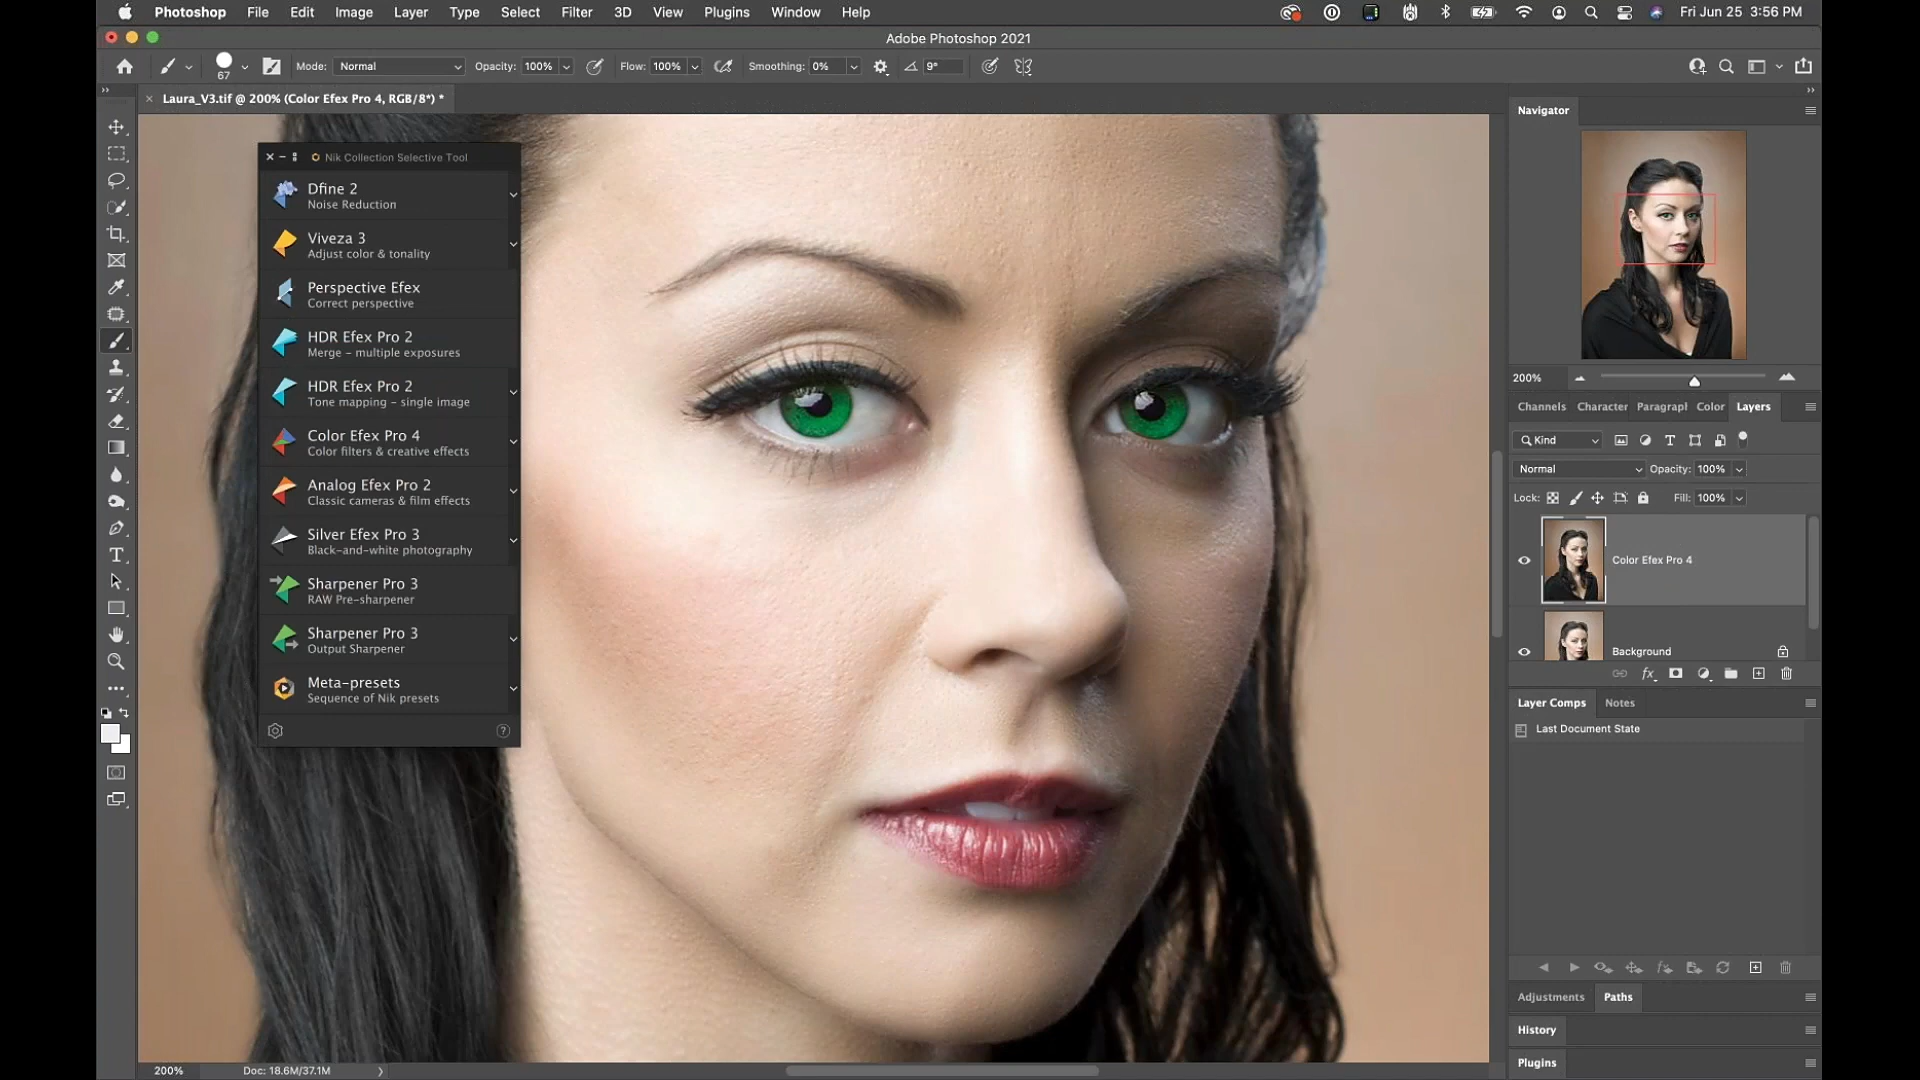 Photoshop File Edit Image Layer Type Select Filter 3D View Plugins Window Help Fri Jun 25 3:56 PM
Adobe Photoshop 2021
67 Mode: Normal Opacity: 100% Flow: 100% Smoothing: 0% 9°
Laura_V3.tif @ 200% (Color Efex Pro 4, RGB/8*) *
Nik Collection Selective Tool
Dfine 2
Noise Reduction
Viveza 3
Adjust color & tonality
Perspective Efex
Correct perspective
HDR Efex Pro 2
Merge - multiple exposures
HDR Efex Pro 2
Tone mapping - single image
Color Efex Pro 4
Color filters & creative effects
Analog Efex Pro 2
Classic cameras & film effects
Silver Efex Pro 3
Black-and-white photography
Sharpener Pro 3
RAW Pre-sharpener
Sharpener Pro 3
Output Sharpener
Meta-presets
Sequence of Nik presets
Navigator
200%
Channels Character Paragrapl Color Layers
Kind
Normal Opacity: 100%
Lock: Fill: 100%
Color Efex Pro 4
Background
fx
Layer Comps Notes
Last Document State
Adjustments Paths
History
Plugins
200% Doc: 18.6M/37.1M